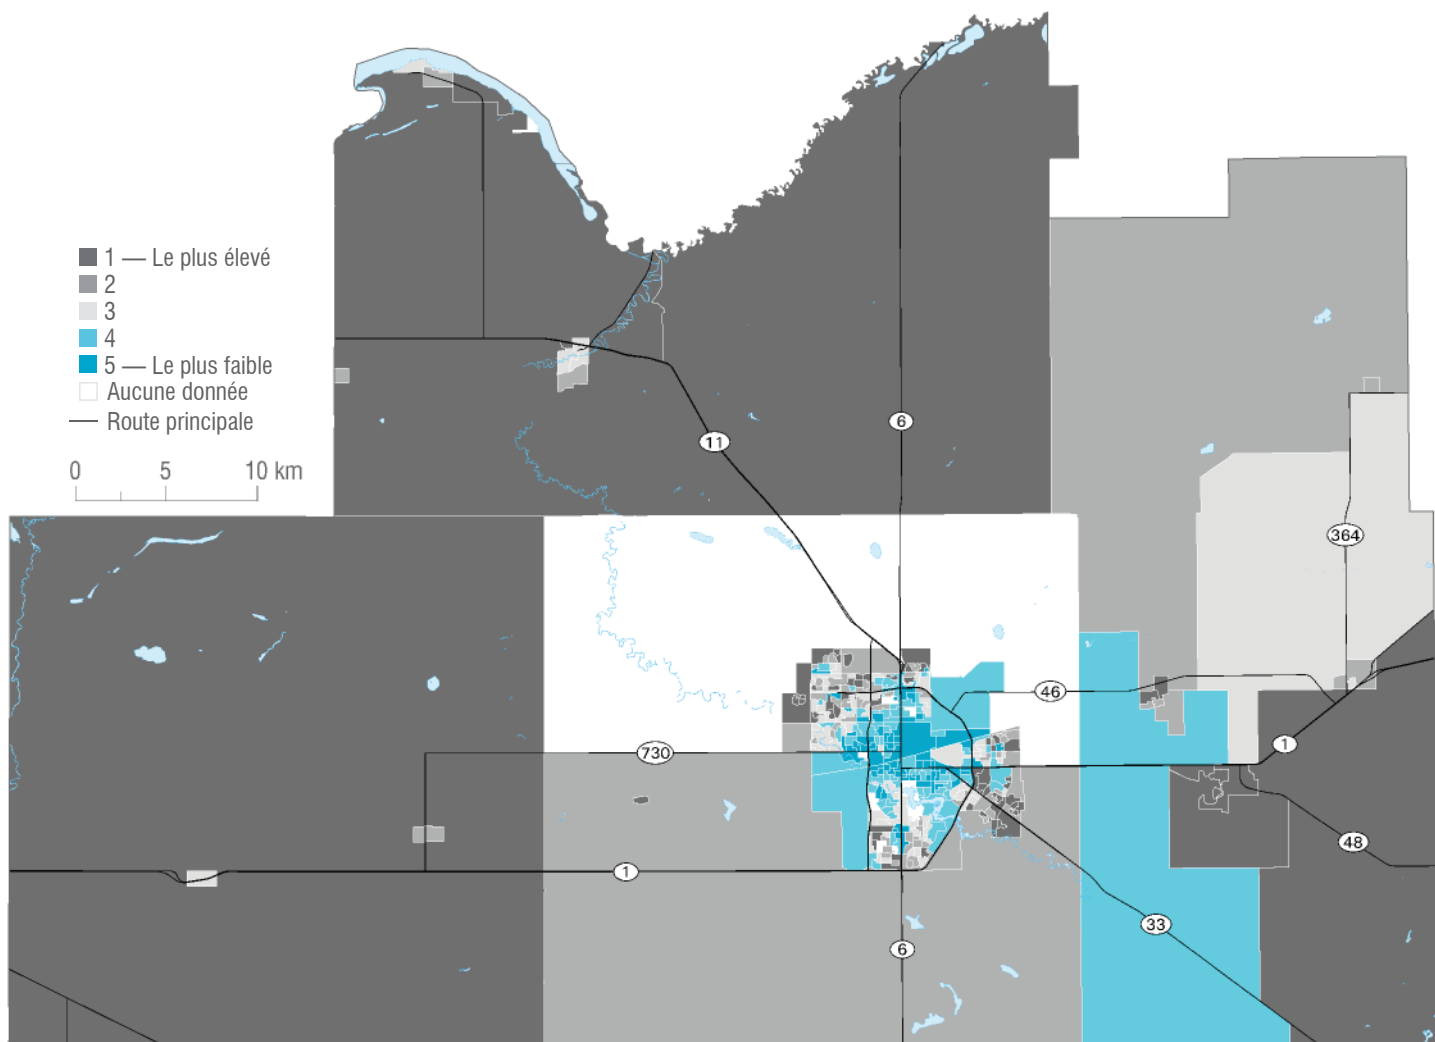 1 — Le plus élevé
2
3
4
5 — Le plus faible
Aucune donnée
Route principale
0 5 10 km
6
11
364
46
730
1
1
48
33
6